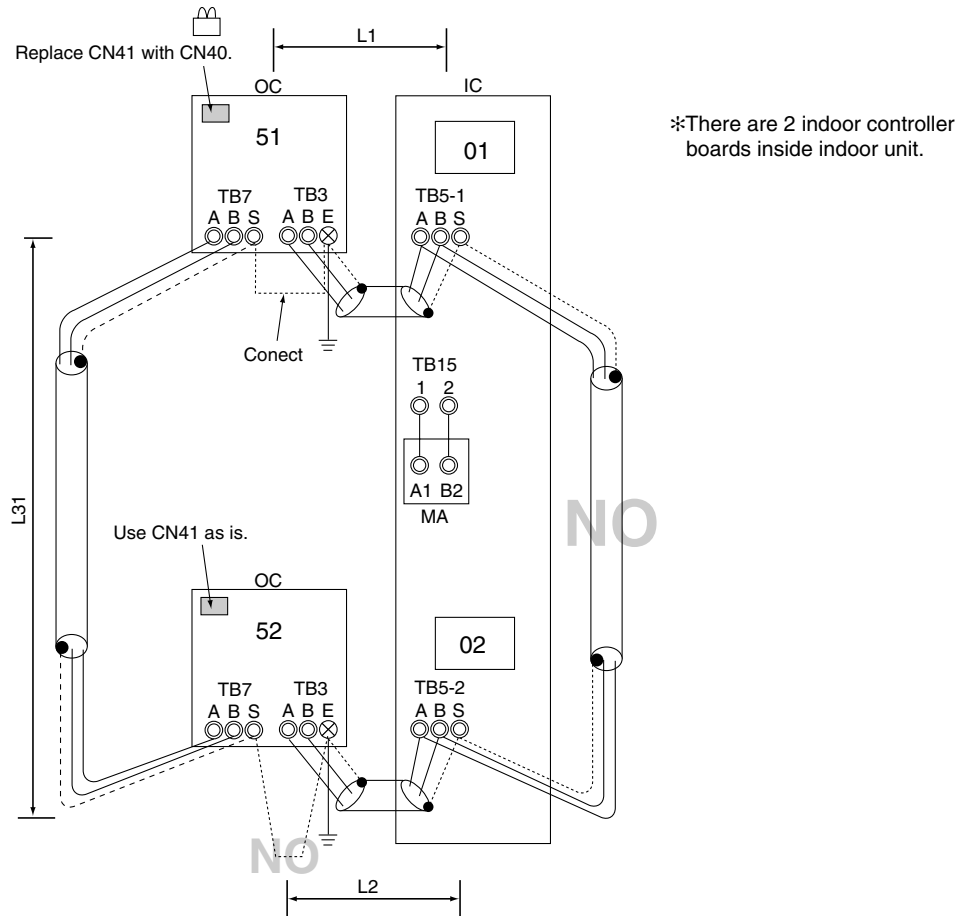 L1
Replace CN41 with CN40.
OC
IC
✻There are 2 indoor controller
boards inside indoor unit.
51
01
TB7 TB3
TB5-1
A B S A B E
A B S
Conect
TB15
1 2
L31
A1 B2
MA
NO
Use CN41 as is.
OC
52
02
TB7 TB3
TB5-2
A B S A B E
A B S
NO
L2